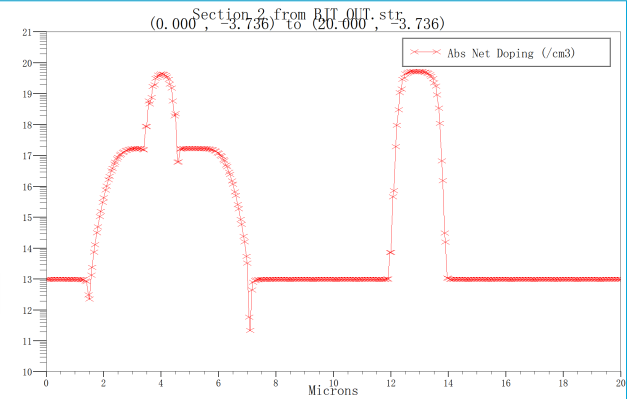 Section 2 from BJT_OUT.str
(0.000 , -3.736) to (20.000 , -3.736)
Abs Net Doping (/cm3)
21
20
19
18
17
16
15
14
13
12
11
10
0 2 4 6 8 10 12 14 16 18 20
Microns